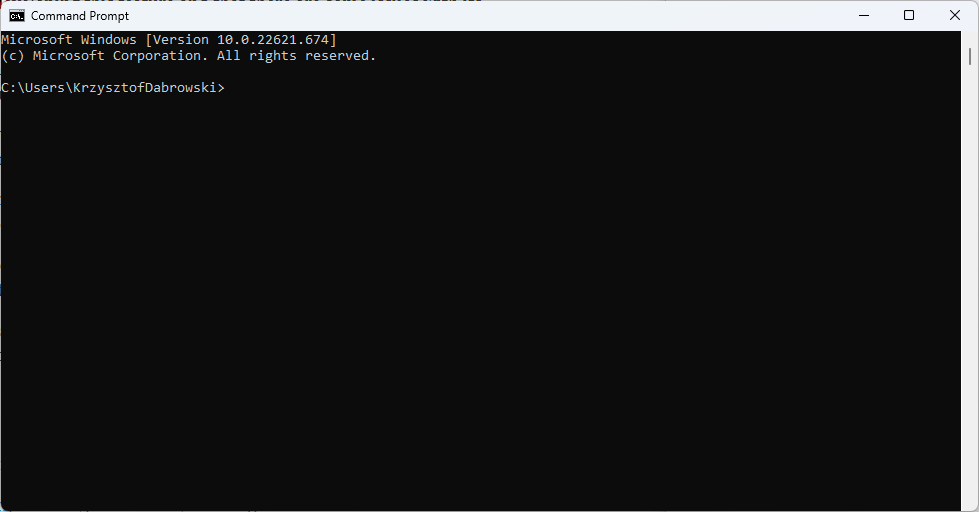 Command Prompt
Microsoft Windows [Version 10.0.22621.674]
(c) Microsoft Corporation. All rights reserved.
C:\Users\KrzysztofDabrowski>